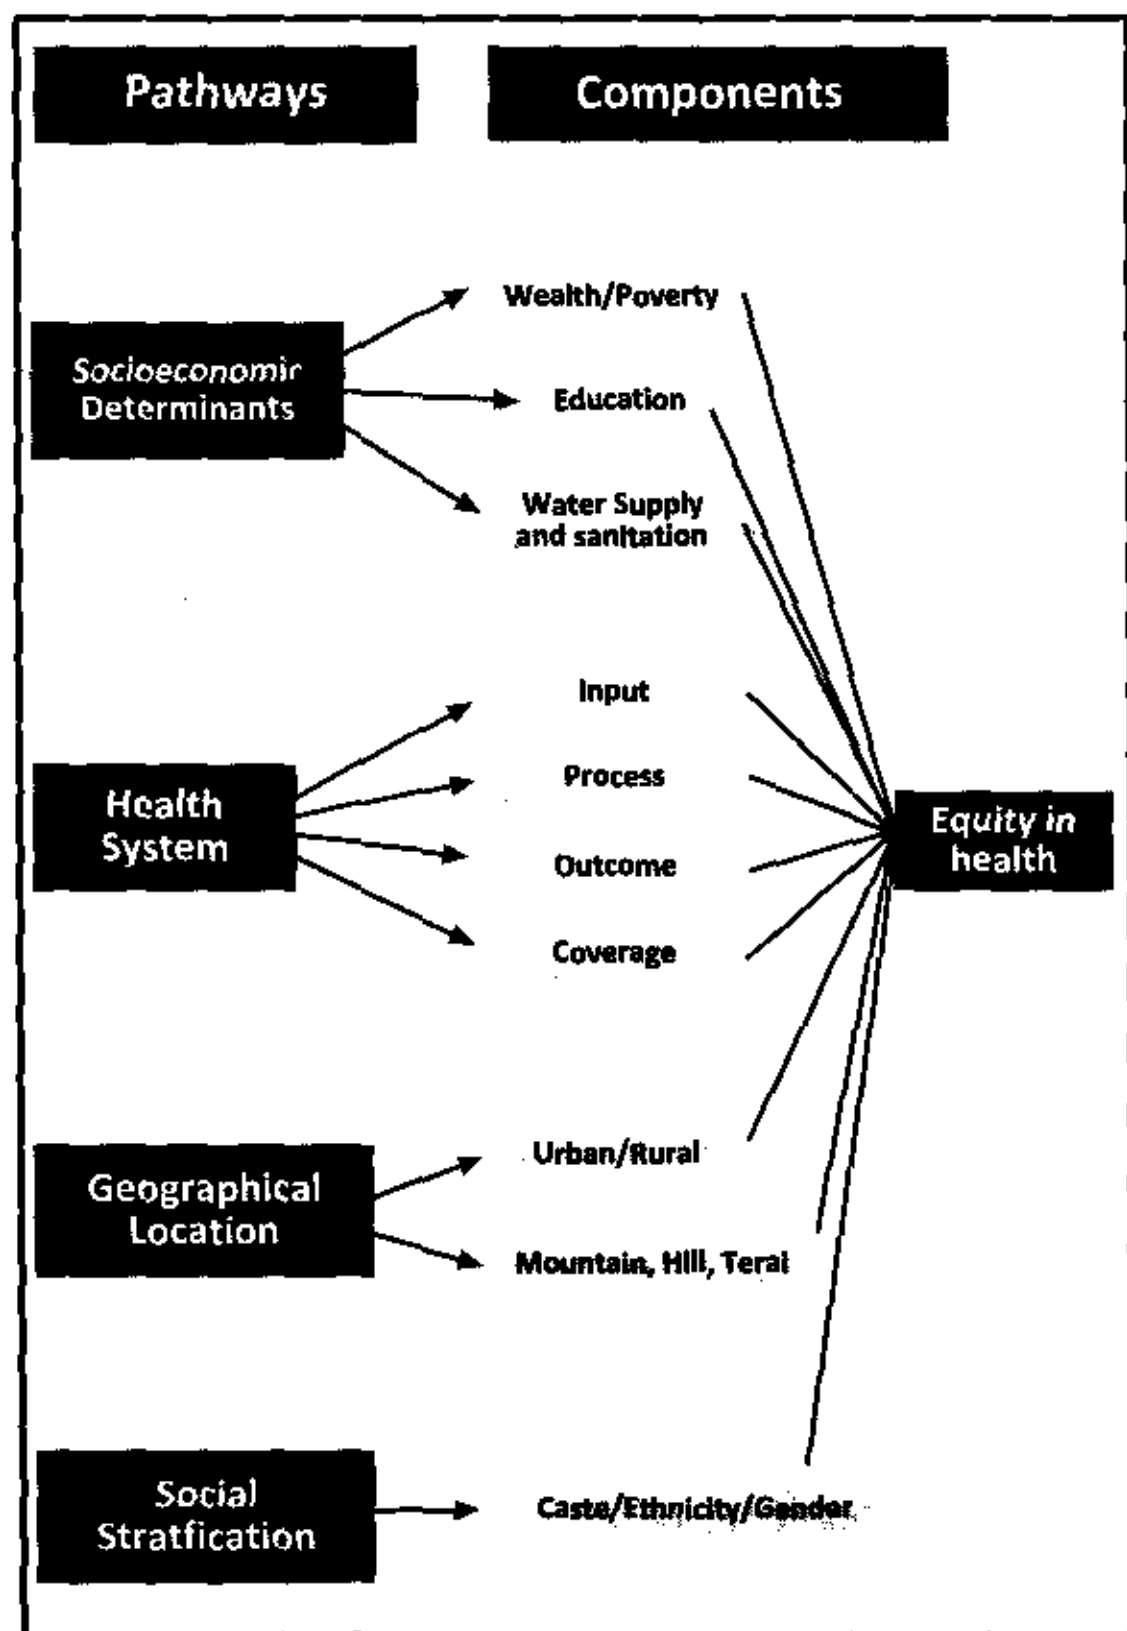 Pathways
Components
Wealth/Poverty
Socioeconomic
Determinants
Education
Water Supply
and sanitation
Input
Process
Health
System
Outcome
Coverage
Equity in
health
Urban/Rural
Geographical
Location
Mountain, Hill, Terai
Social
Stratfication
Caste/Ethnicity/Gender